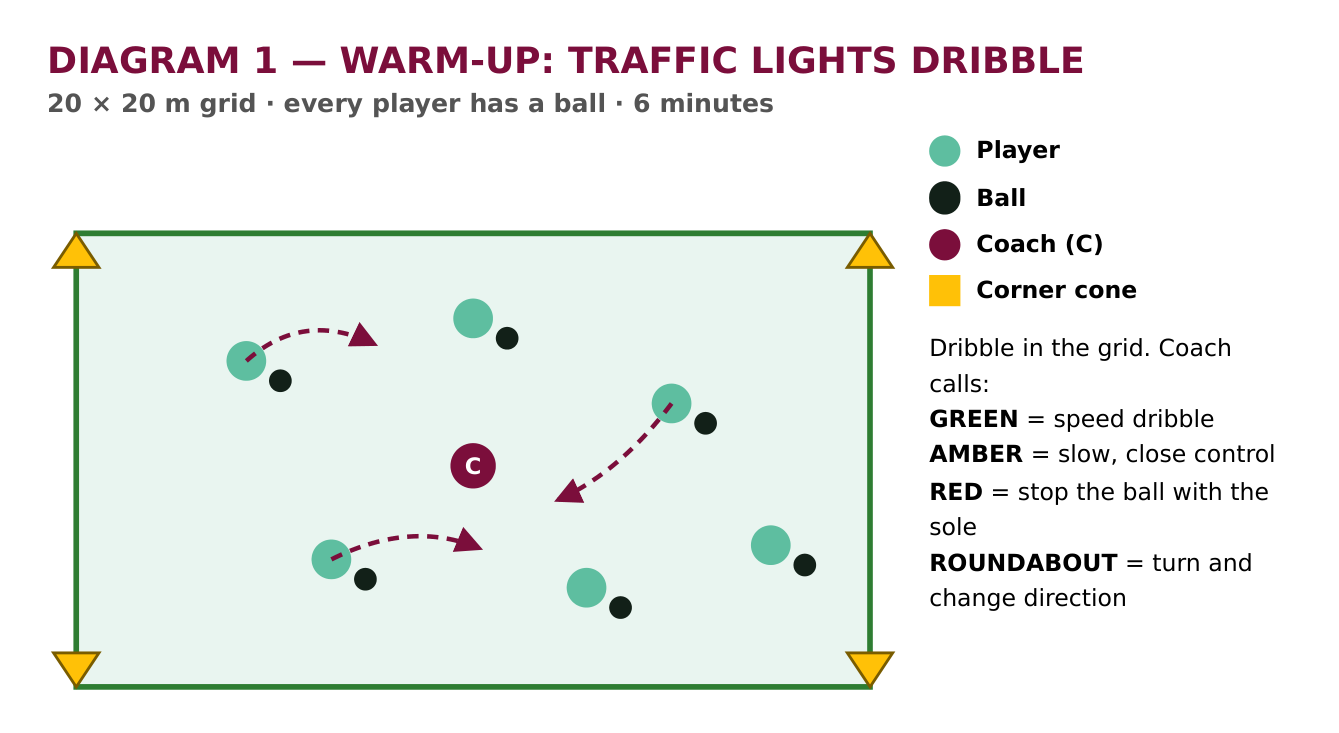 DIAGRAM 1 — WARM-UP: TRAFFIC LIGHTS DRIBBLE
20 × 20 m grid · every player has a ball · 6 minutes
Player
Ball
Coach (C)
Corner cone
Dribble in the grid. Coach
calls:
GREEN = speed dribble
AMBER = slow, close control
RED = stop the ball with the
sole
ROUNDABOUT = turn and
change direction
C